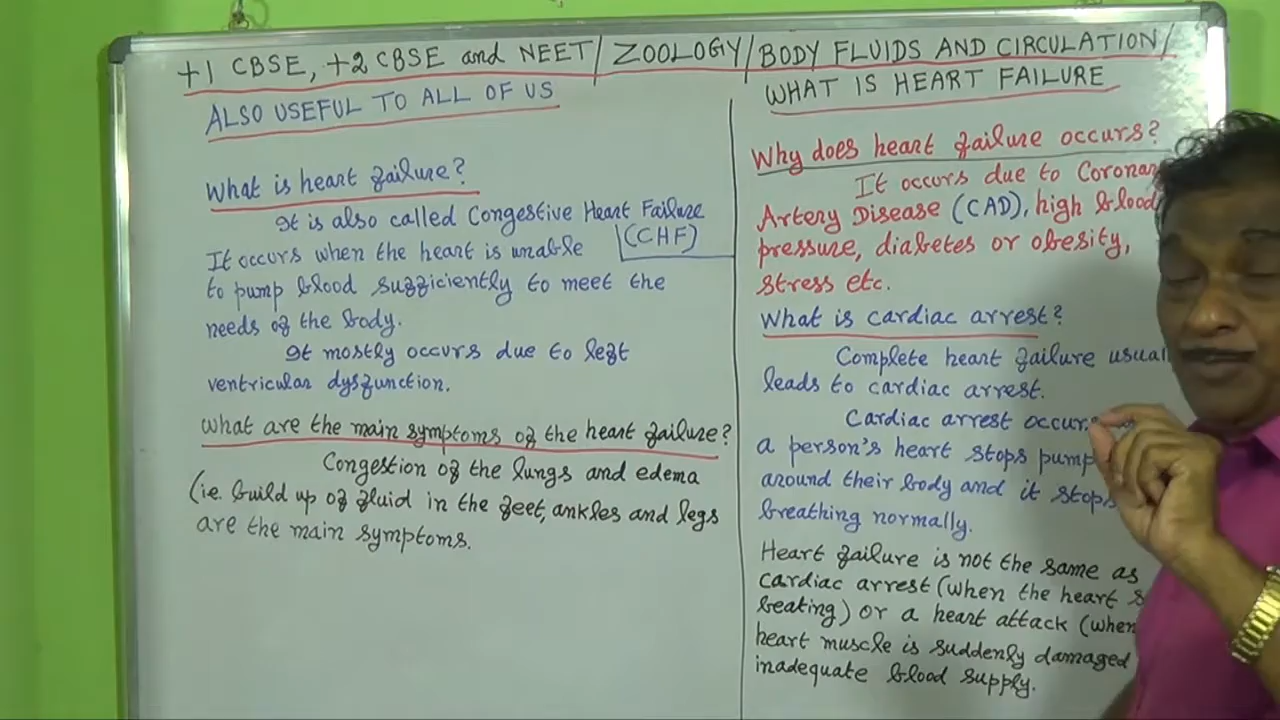 +1 CBSE, +2 CBSE and NEET/ ZOOLOGY/BODY FLUIDS AND CIRCULATION/
WHAT IS HEART FAILURE
ALSO USEFUL TO ALL OF US
What is heart failure?
It is also called Congestive Heart Failure
(CHF)
It occurs when the heart is unable
to pump blood sufficiently to meet the
needs of the body.
It mostly occurs due to left
ventricular dysfunction.
What are the main symptoms of the heart failure?
Congestion of the lungs and edema
(ie. build up of fluid in the feet, ankles and legs
are the main symptoms.
Why does heart failure occurs?
It occurs due to Coronar
Artery Disease (CAD), high blood
pressure, diabetes or obesity,
stress etc.
What is cardiac arrest?
Complete heart failure usual
leads to cardiac arrest.
Cardiac arrest occur
a person's heart stops pump
around their body and it stops
breathing normally.
Heart failure is not the same as
cardiac arrest (when the heart s
beating) or a heart attack (when
heart muscle is suddenly damaged
inadequate blood supply.